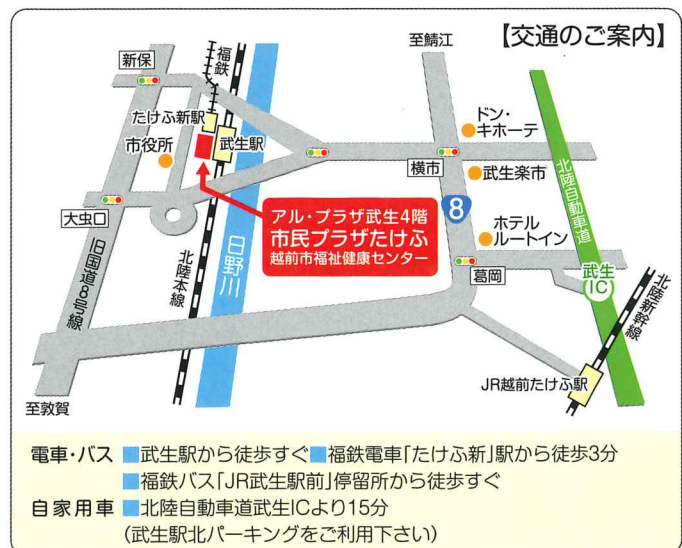 【交通のご案内】
至鯖江
新保
福鉄
たけふ新駅
市役所
武生駅
ドン・
キホーテ
横市
武生楽市
北陸自動車道
大虫口
アル・プラザ武生4階
市民プラザたけふ
越前市福祉健康センター
8
ホテル
ルートイン
旧国道8号線
北陸本線
日野川
葛岡
武生
IC
北陸新幹線
JR越前たけふ駅
至敦賀
電車・バス ■武生駅から徒歩すぐ■福鉄電車「たけふ新」駅から徒歩3分
■福鉄バス「JR武生駅前」停留所から徒歩すぐ
自家用車 ■北陸自動車道武生ICより15分
(武生駅北パーキングをご利用下さい)